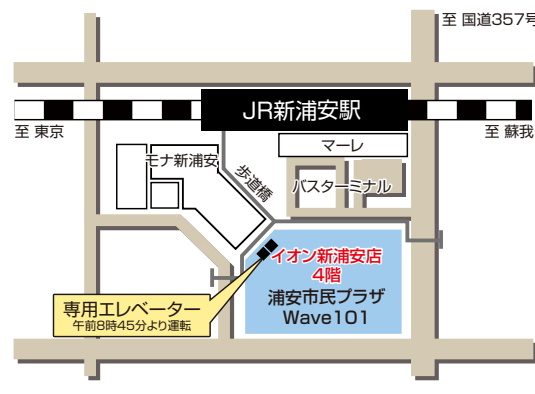 至 国道357号
JR新浦安駅
至 東京
至 蘇我
マーレ
モナ新浦安
歩道橋
バスターミナル
イオン新浦安店
4階
浦安市民プラザ
Wave101
専用エレベーター
午前8時45分より運転